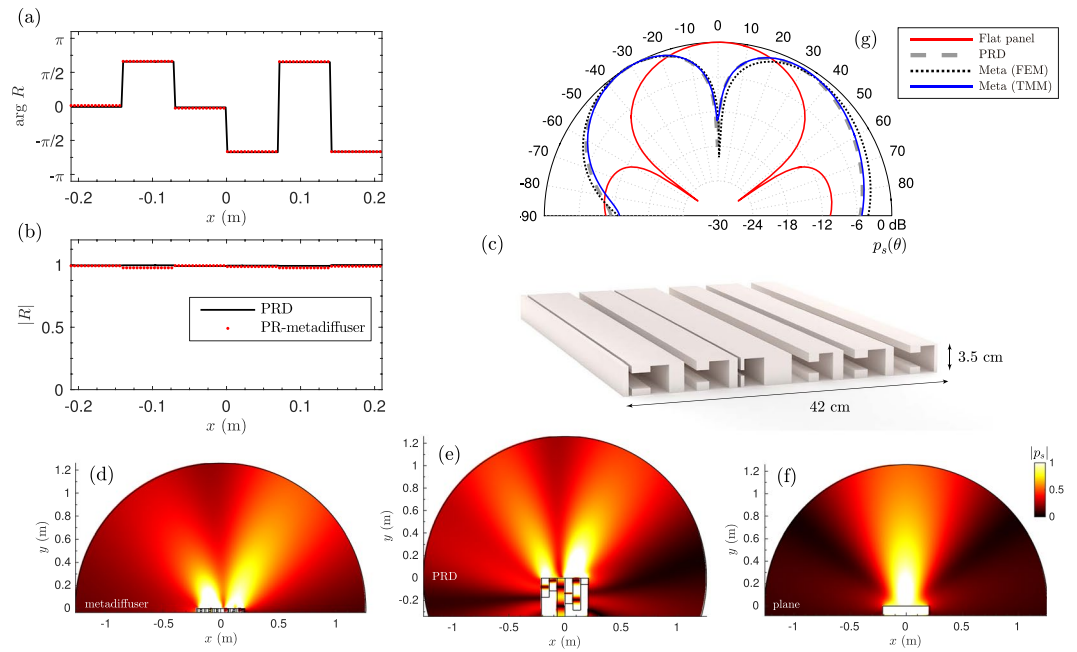 (a)
π
π/2
0
-π/2
-π
arg R
-0.2 -0.1 0 0.1 0.2
x (m)
(b)
1
0.5
0
|R|
PRD
PR-metadiffuser
-0.2 -0.1 0 0.1 0.2
x (m)
(g)
-90 -80 -70 -60 -50 -40 -30 -20 -10 0 10 20 30 40 50 60 70 80
-30 -24 -18 -12 -6 0 dB
p_s(θ)
Flat panel
PRD
Meta (FEM)
Meta (TMM)
(c)
3.5 cm
42 cm
(d)
1.2
1
0.8
0.6
0.4
0.2
0
y (m)
metadiffuser
-1 -0.5 0 0.5 1
x (m)
(e)
1.2
1
0.8
0.6
0.4
0.2
0
-0.2
y (m)
PRD
-1 -0.5 0 0.5 1
x (m)
(f)
1.2
1
0.8
0.6
0.4
0.2
0
y (m)
plane
-1 -0.5 0 0.5 1
x (m)
|p_s|
1
0.5
0